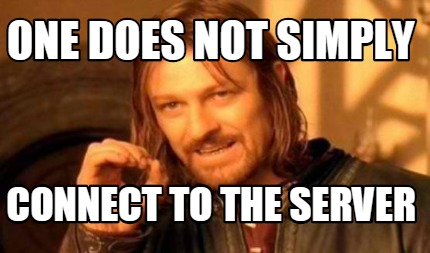 ONE DOES NOT SIMPLY
CONNECT TO THE SERVER